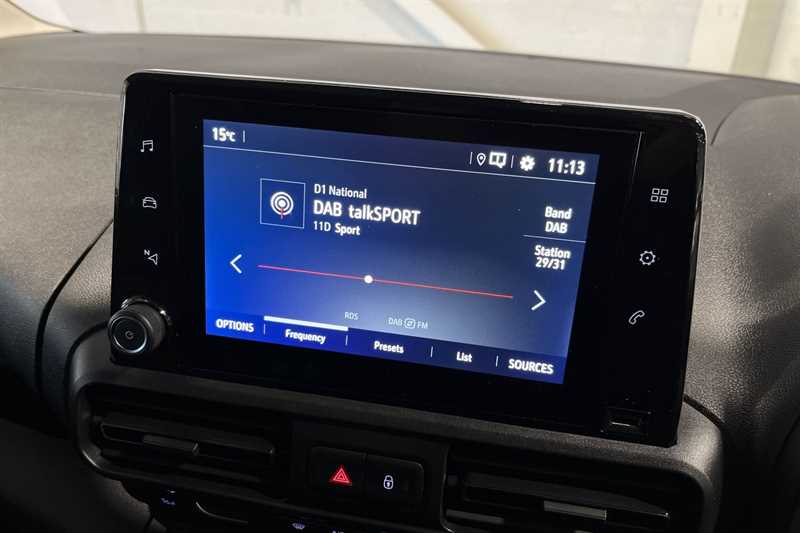 15°C
11:13
D1 National
DAB talkSPORT
11D Sport
Band
DAB
Station
29/31
N
RDS
DAB FM
OPTIONS
Frequency
Presets
List
SOURCES